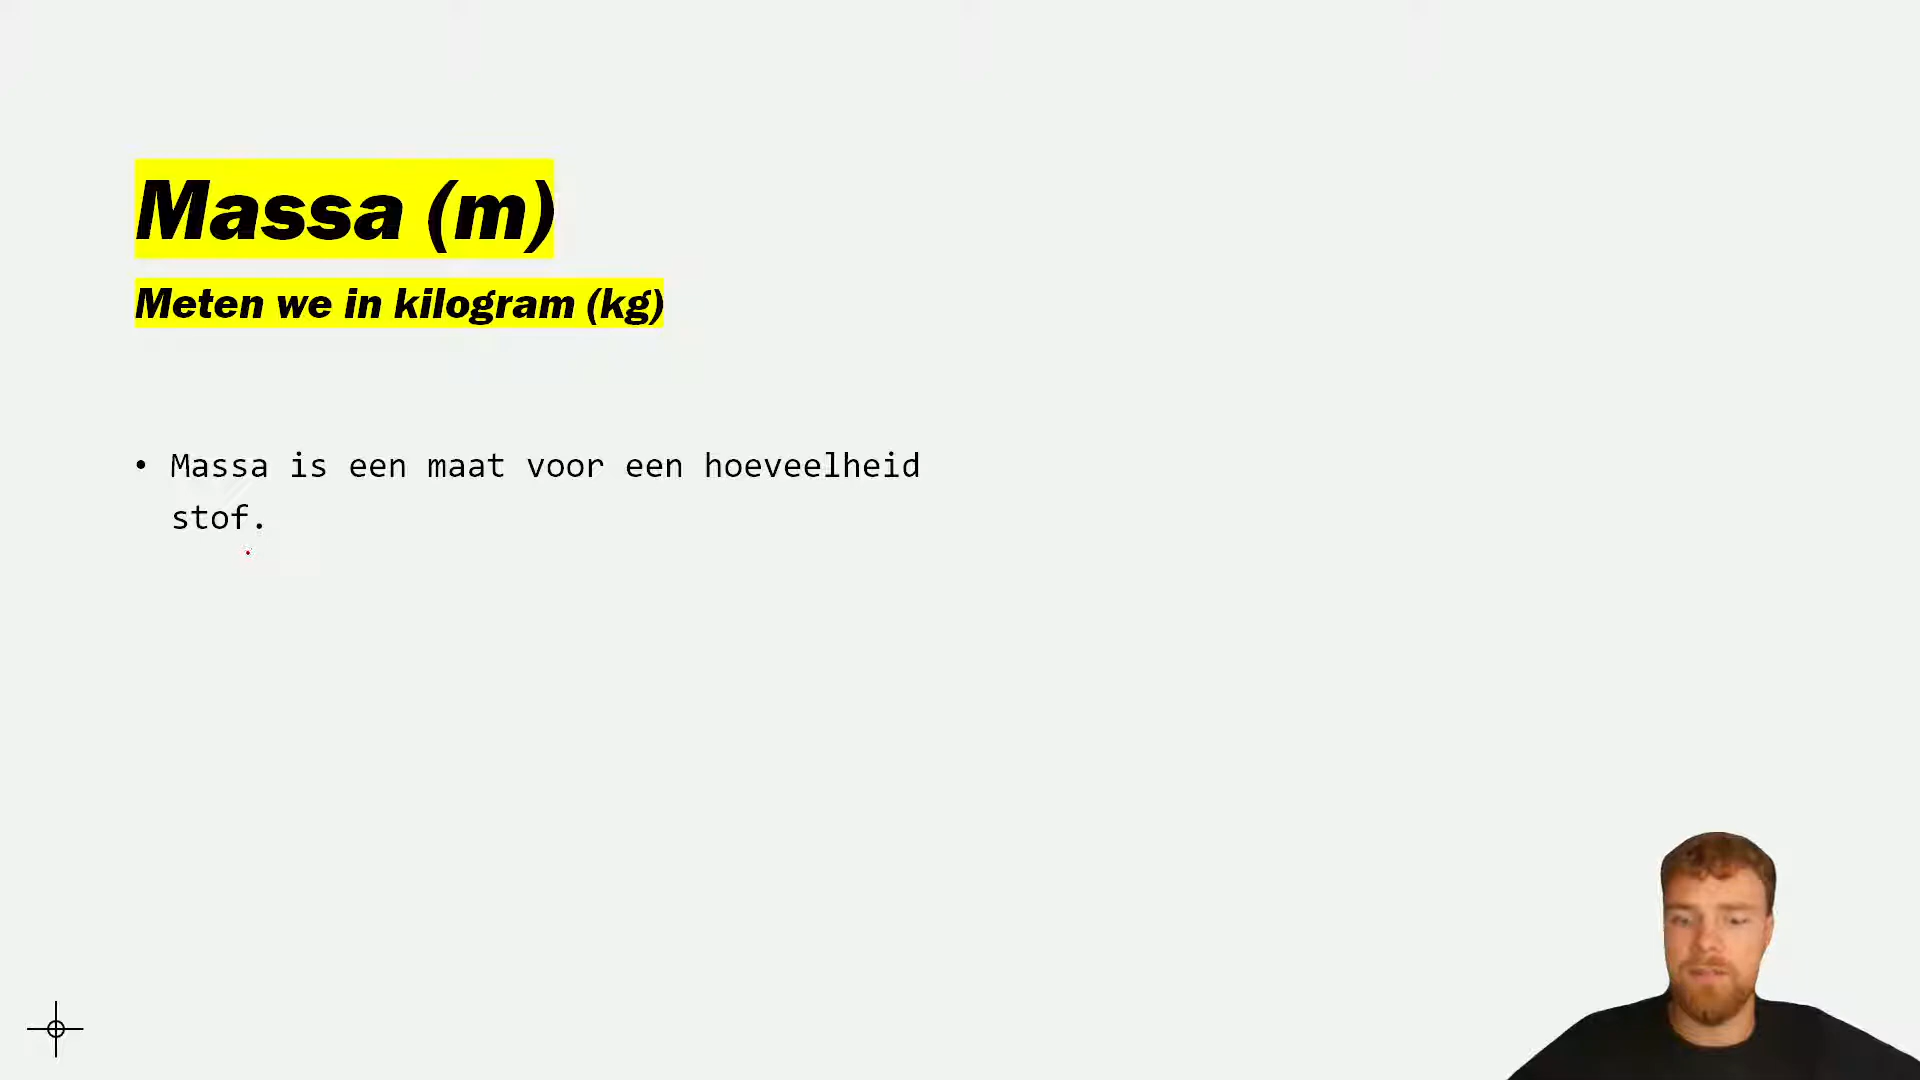 Massa (m)
Meten we in kilogram (kg)
• Massa is een maat voor een hoeveelheid
stof.